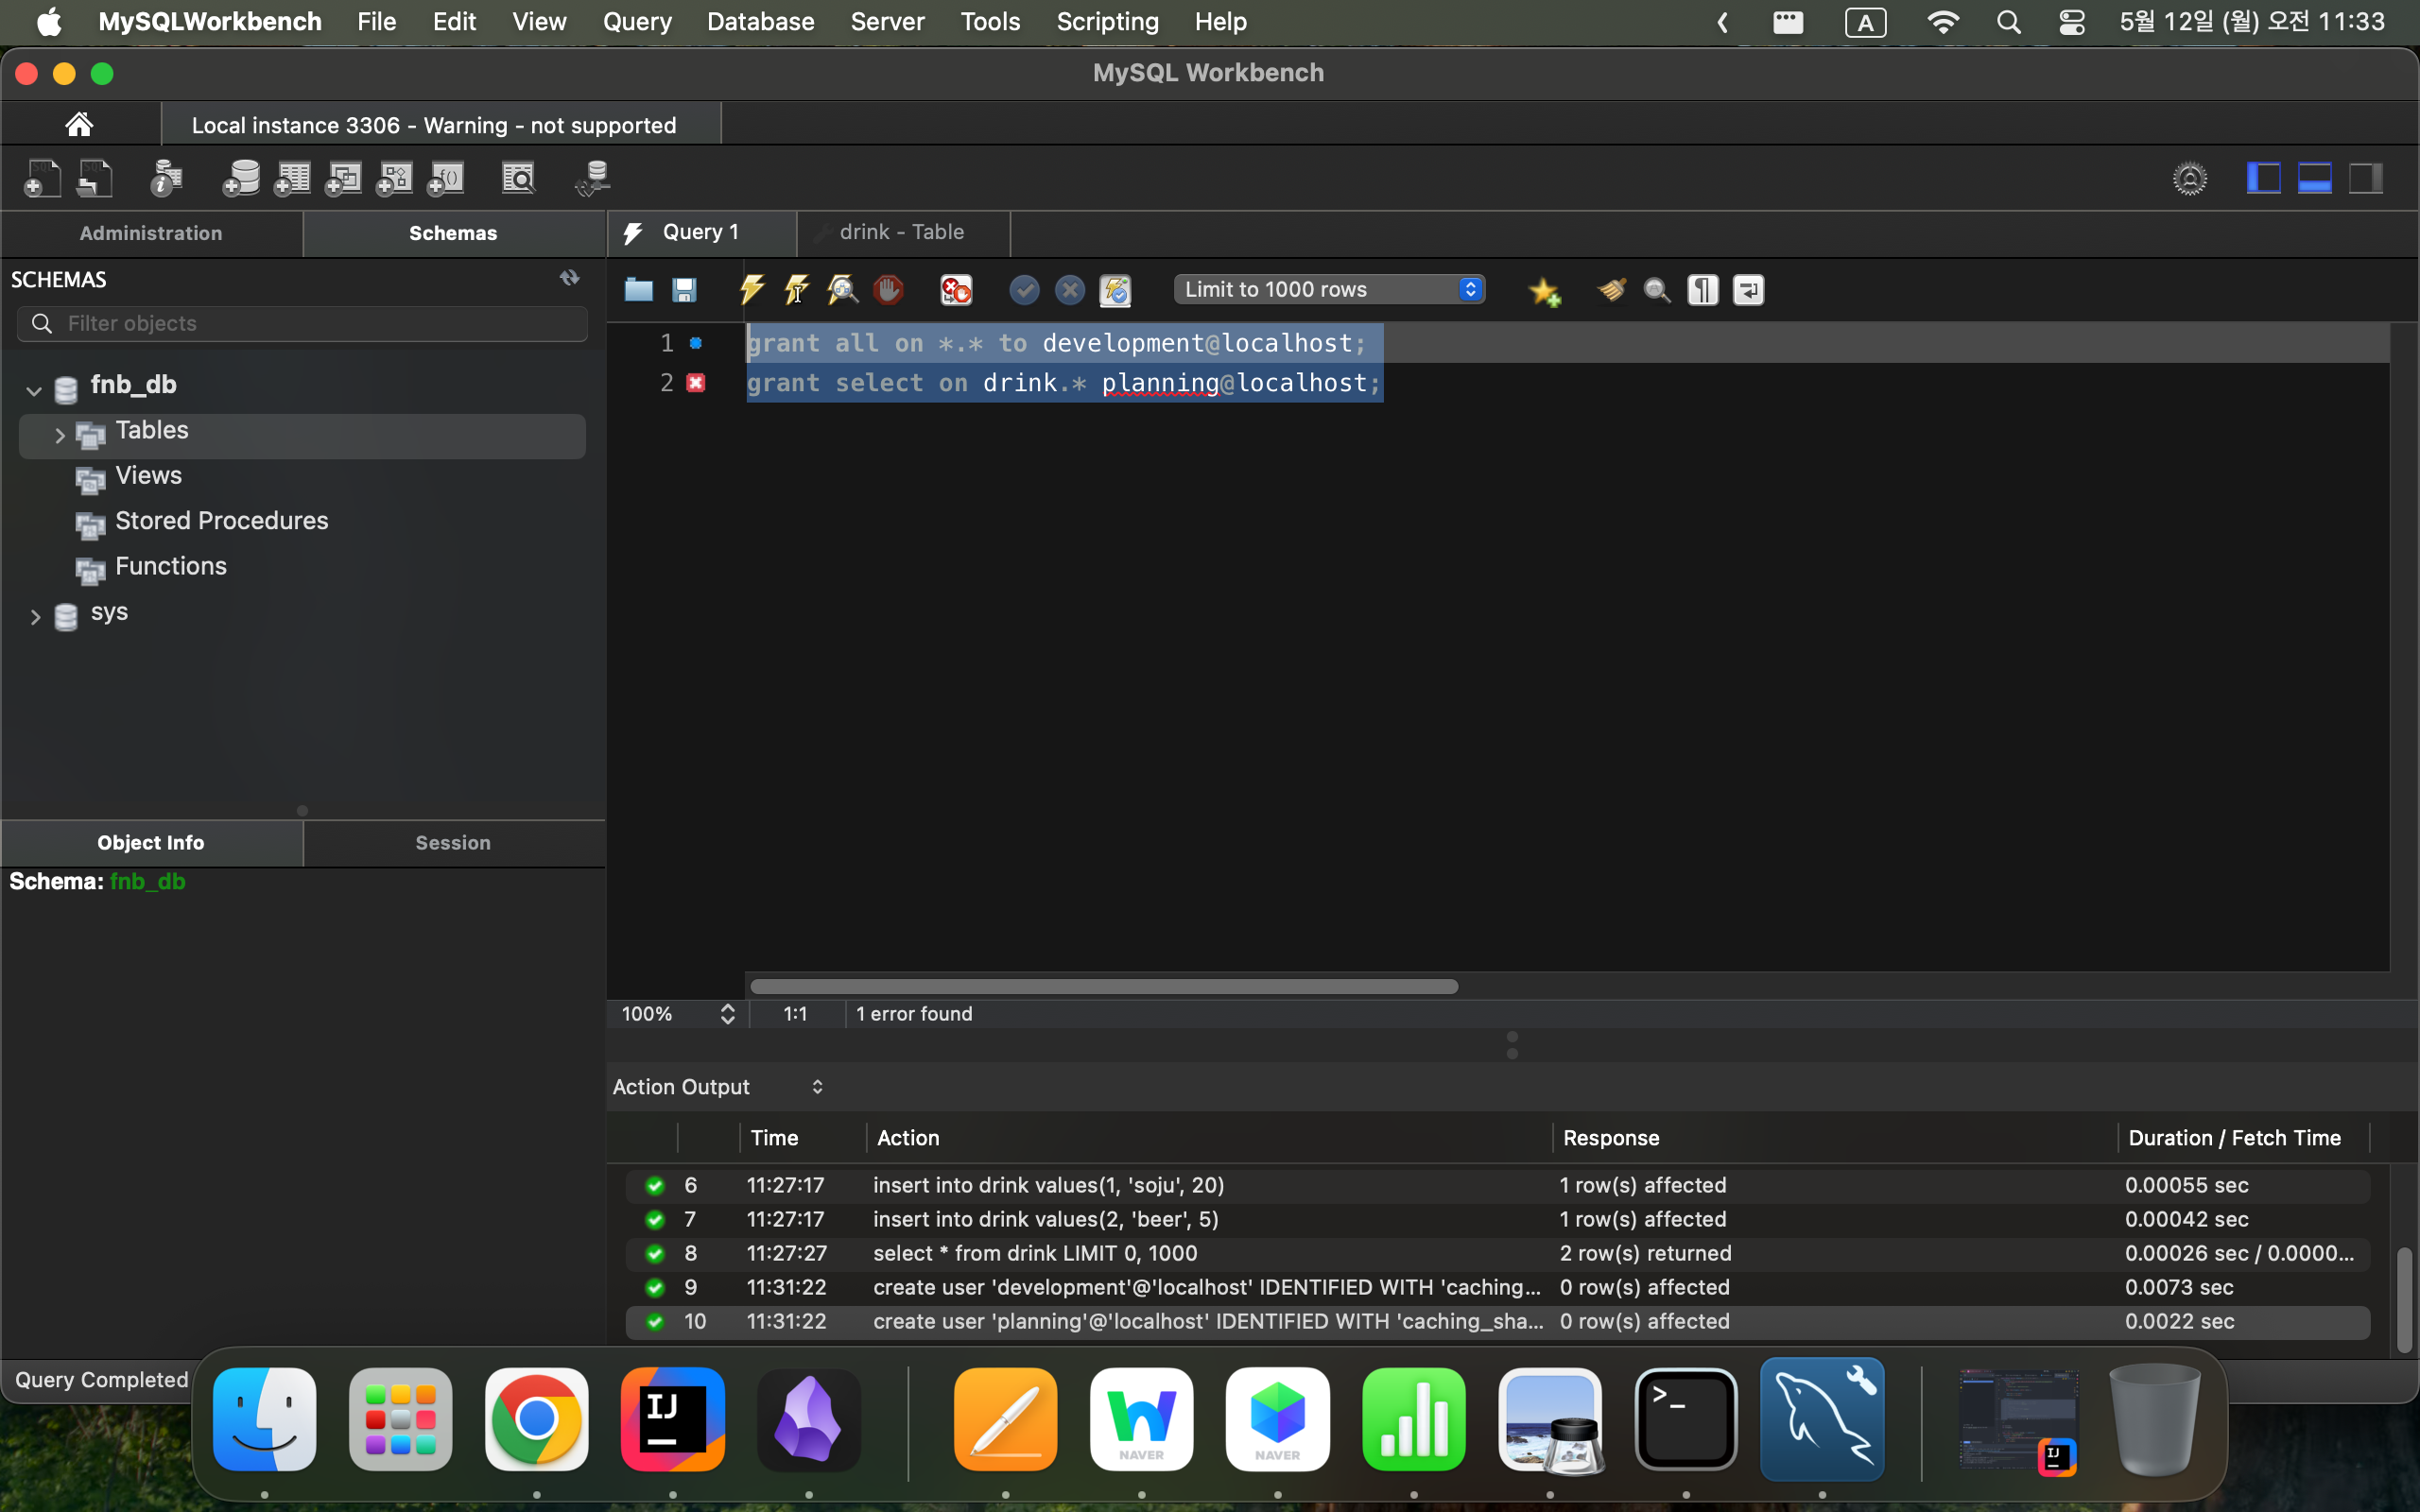 MySQLWorkbench File Edit View Query Database Server Tools Scripting Help A 5월 12일 (월) 오전 11:33
MySQL Workbench
Local instance 3306 - Warning - not supported
Administration Schemas Query 1 drink - Table
SCHEMAS
Limit to 1000 rows
Filter objects
1 grant all on *.* to development@localhost;
2 grant select on drink.* planning@localhost;
fnb_db
Tables
Views
Stored Procedures
Functions
sys
Object Info Session
Schema: fnb_db
100% 1:1 1 error found
Action Output
Time Action Response Duration / Fetch Time
6 11:27:17 insert into drink values(1, 'soju', 20) 1 row(s) affected 0.00055 sec
7 11:27:17 insert into drink values(2, 'beer', 5) 1 row(s) affected 0.00042 sec
8 11:27:27 select * from drink LIMIT 0, 1000 2 row(s) returned 0.00026 sec / 0.0000...
9 11:31:22 create user 'development'@'localhost' IDENTIFIED WITH 'caching... 0 row(s) affected 0.0073 sec
10 11:31:22 create user 'planning'@'localhost' IDENTIFIED WITH 'caching_sha... 0 row(s) affected 0.0022 sec
Query Completed
IJ
NAVER
NAVER
>_
IJ